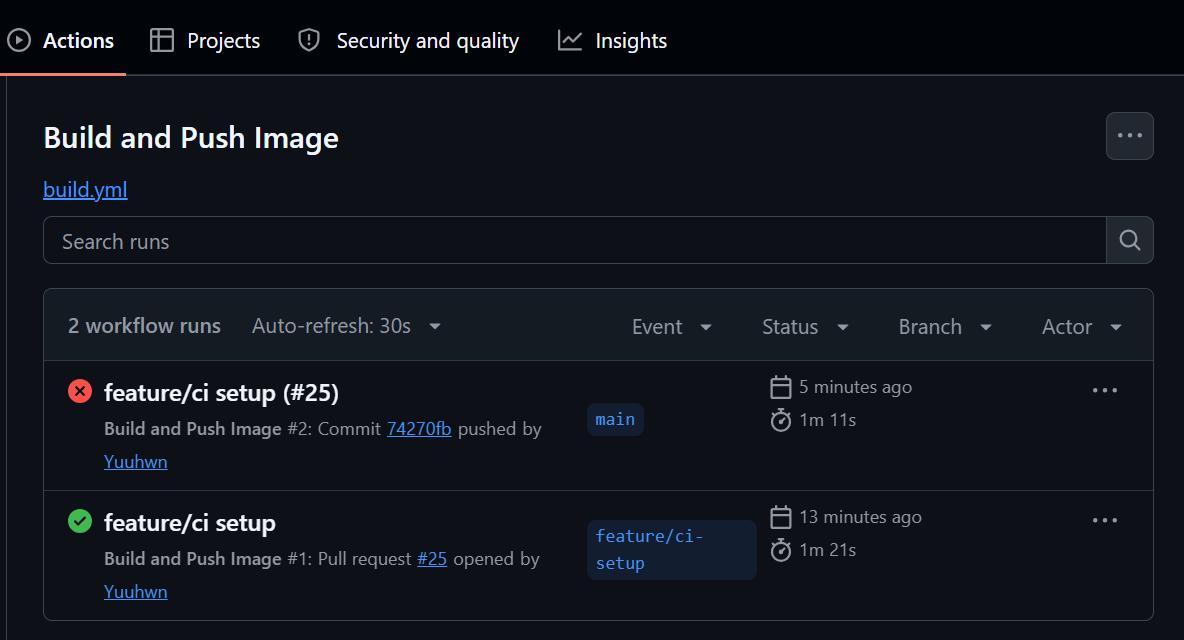 Actions Projects Security and quality Insights
Build and Push Image
build.yml
Search runs
2 workflow runs Auto-refresh: 30s Event Status Branch Actor
feature/ci setup (#25)
Build and Push Image #2: Commit 74270fb pushed by
Yuuhwn
main
5 minutes ago
1m 11s
feature/ci setup
Build and Push Image #1: Pull request #25 opened by
Yuuhwn
feature/ci-
setup
13 minutes ago
1m 21s